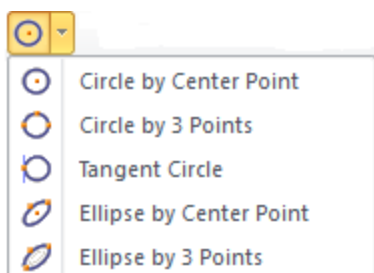 Circle by Center Point
Circle by 3 Points
Tangent Circle
Ellipse by Center Point
Ellipse by 3 Points